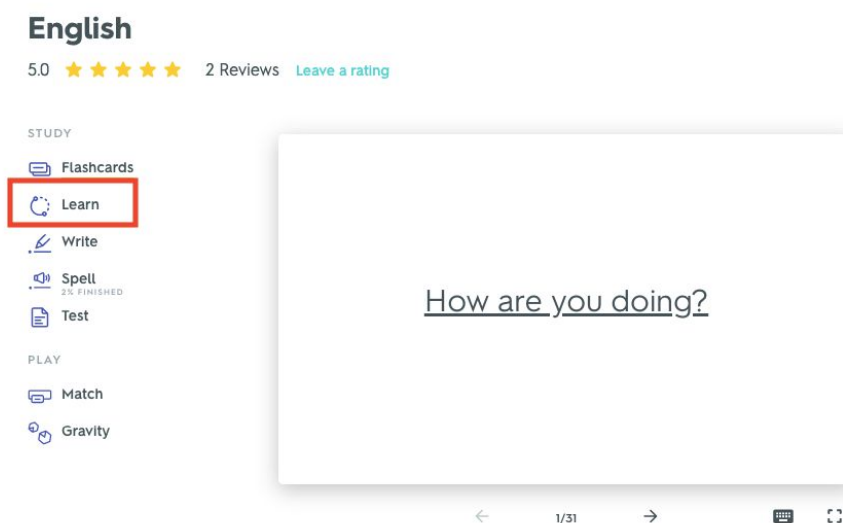 English
5.0 2 Reviews Leave a rating
STUDY
Flashcards
Learn
Write
Spell
2% FINISHED
Test
PLAY
Match
Gravity
How are you doing?
1/31